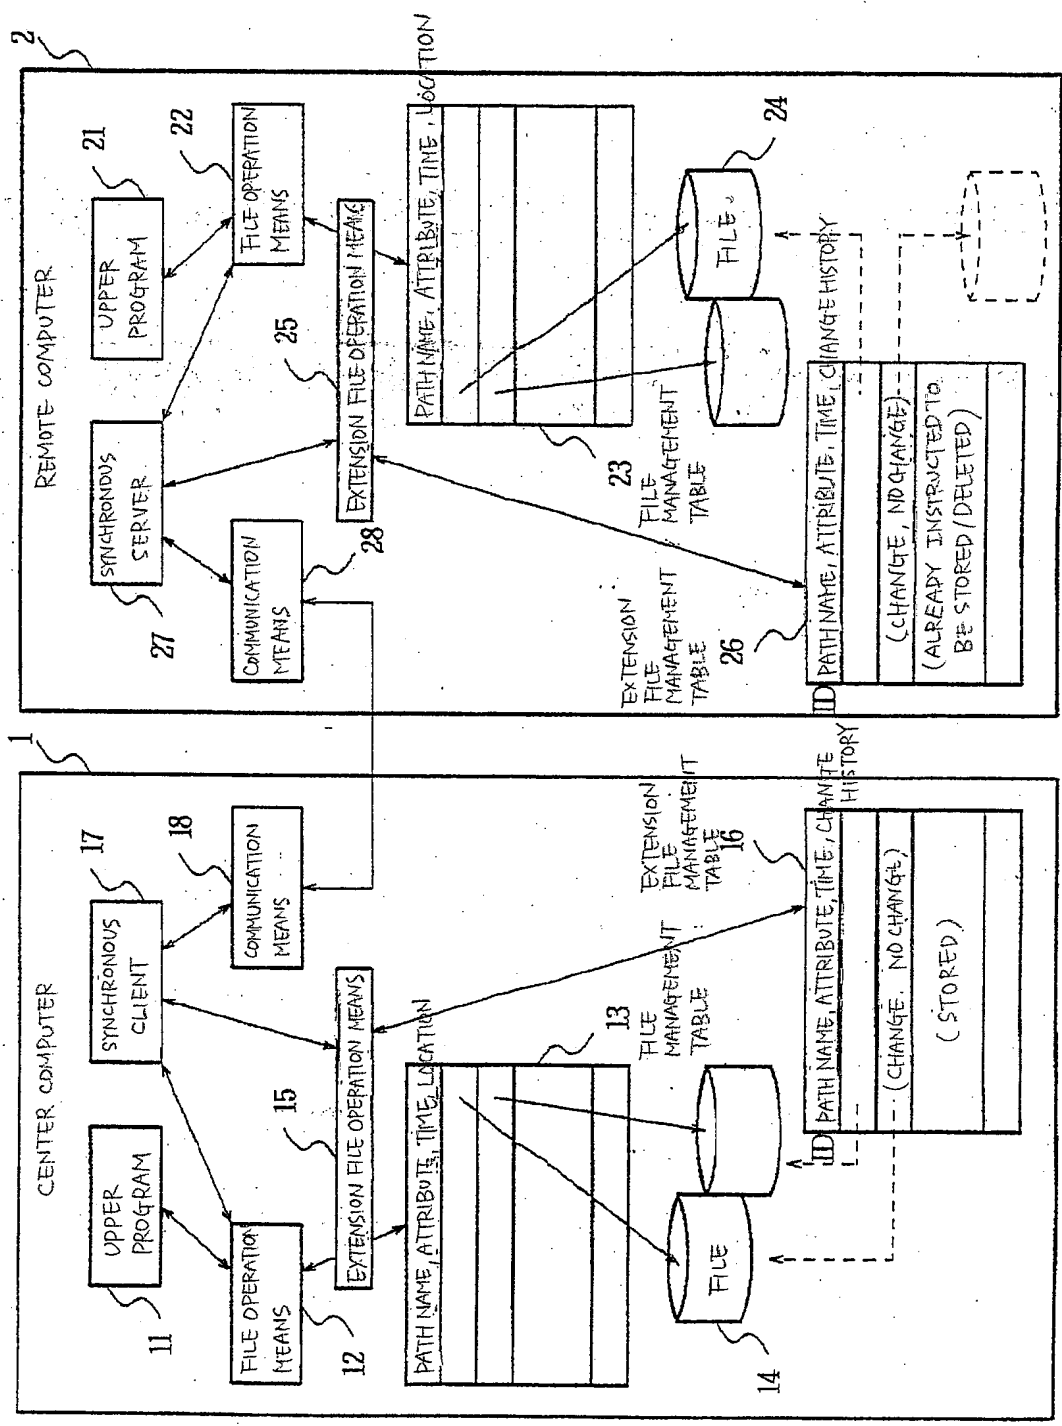 CENTER COMPUTER
1
UPPER
PROGRAM
11
SYNCHRONOUS
CLIENT
17
FILE OPERATION
MEANS
12
COMMUNICATION
MEANS
18
15
EXTENSION FILE OPERATION MEANS
PATH NAME, ATTRIBUTE, TIME, LOCATION
13
FILE
MANAGEMENT
TABLE
EXTENSION
FILE
MANAGEMENT
TABLE
16
FILE
14
ID
PATH NAME, ATTRIBUTE, TIME, CHANGE
HISTORY
(CHANGE. NO CHANGE)
(STORED)
REMOTE COMPUTER
2
SYNCHRONOUS
SERVER
27
UPPER
PROGRAM
21
COMMUNICATION
MEANS
28
FILE OPERATION
MEANS
22
25
EXTENSION FILE OPERATION MEANS
PATH NAME, ATTRIBUTE, TIME, LOCATION
23
FILE
MANAGEMENT
TABLE
EXTENSION
FILE
MANAGEMENT
TABLE
26
FILE
24
ID
PATH NAME, ATTRIBUTE, TIME, CHANGE HISTORY
(CHANGE, NO CHANGE)
(ALREADY INSTRUCTED TO
BE STORED/DELETED)